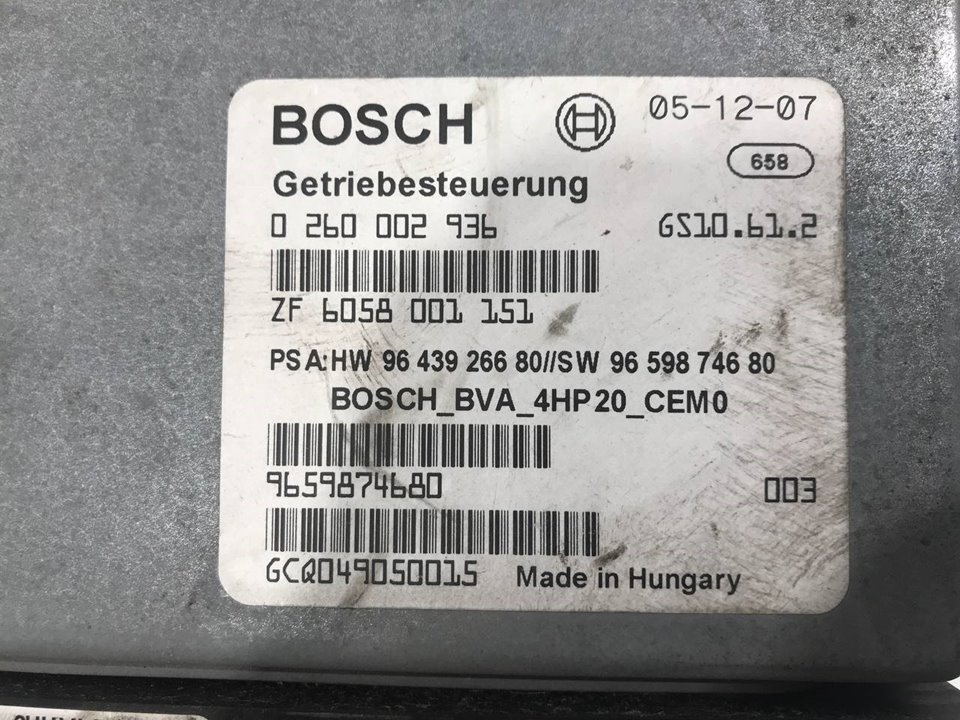 BOSCH 05-12-07
658
Getriebesteuerung
0 260 002 936 GS10.61.2
ZF 6058 001 151
PSA:HW 96 439 266 80//SW 96 598 746 80
BOSCH_BVA_4HP20_CEM0
9659874680 003
GCQ049050015 Made in Hungary